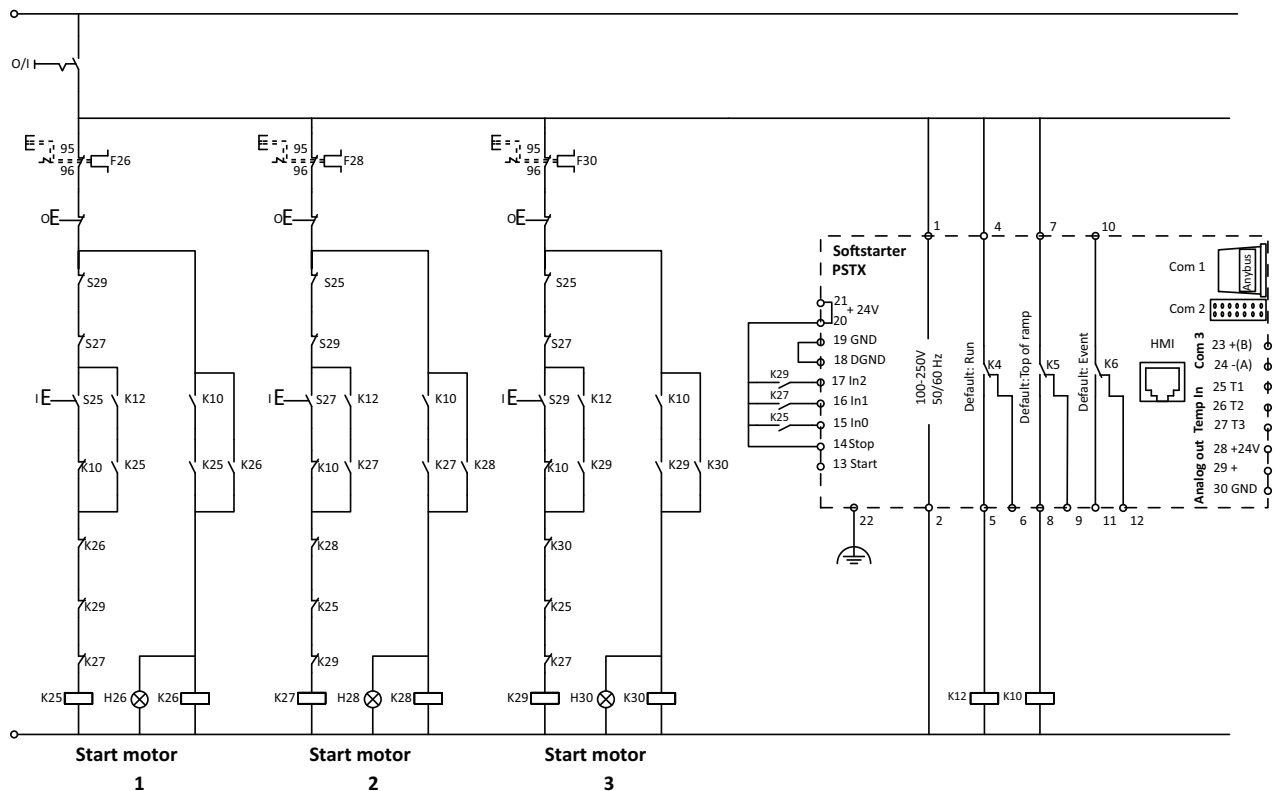 O/I
95
96
F26
95
96
F28
95
96
F30
O
O
O
S29
S25
S25
S27
S29
S27
I
S25
K12
K10
I
S27
K12
K10
I
S29
K12
K10
K10
K25
K25
K26
K10
K27
K27
K28
K10
K29
K29
K30
K26
K28
K30
K29
K25
K25
K27
K29
K27
K25
H26
K26
K27
H28
K28
K29
H30
K30
Start motor
1
Start motor
2
Start motor
3
1
4
7
10
Softstarter
PSTX
21
+ 24V
20
19 GND
18 DGND
K29
17 In2
K27
16 In1
K25
15 In0
14 Stop
13 Start
22
100-250V
50/60 Hz
Default: Run
K4
Default:Top of ramp
K5
Default: Event
K6
2
5
6
8
9
11
12
K12
K10
Com 1
Anybus
Com 2
HMI
Com 3
23 +(B)
24 -(A)
Temp In
25 T1
26 T2
27 T3
Analog out
28 +24V
29 +
30 GND